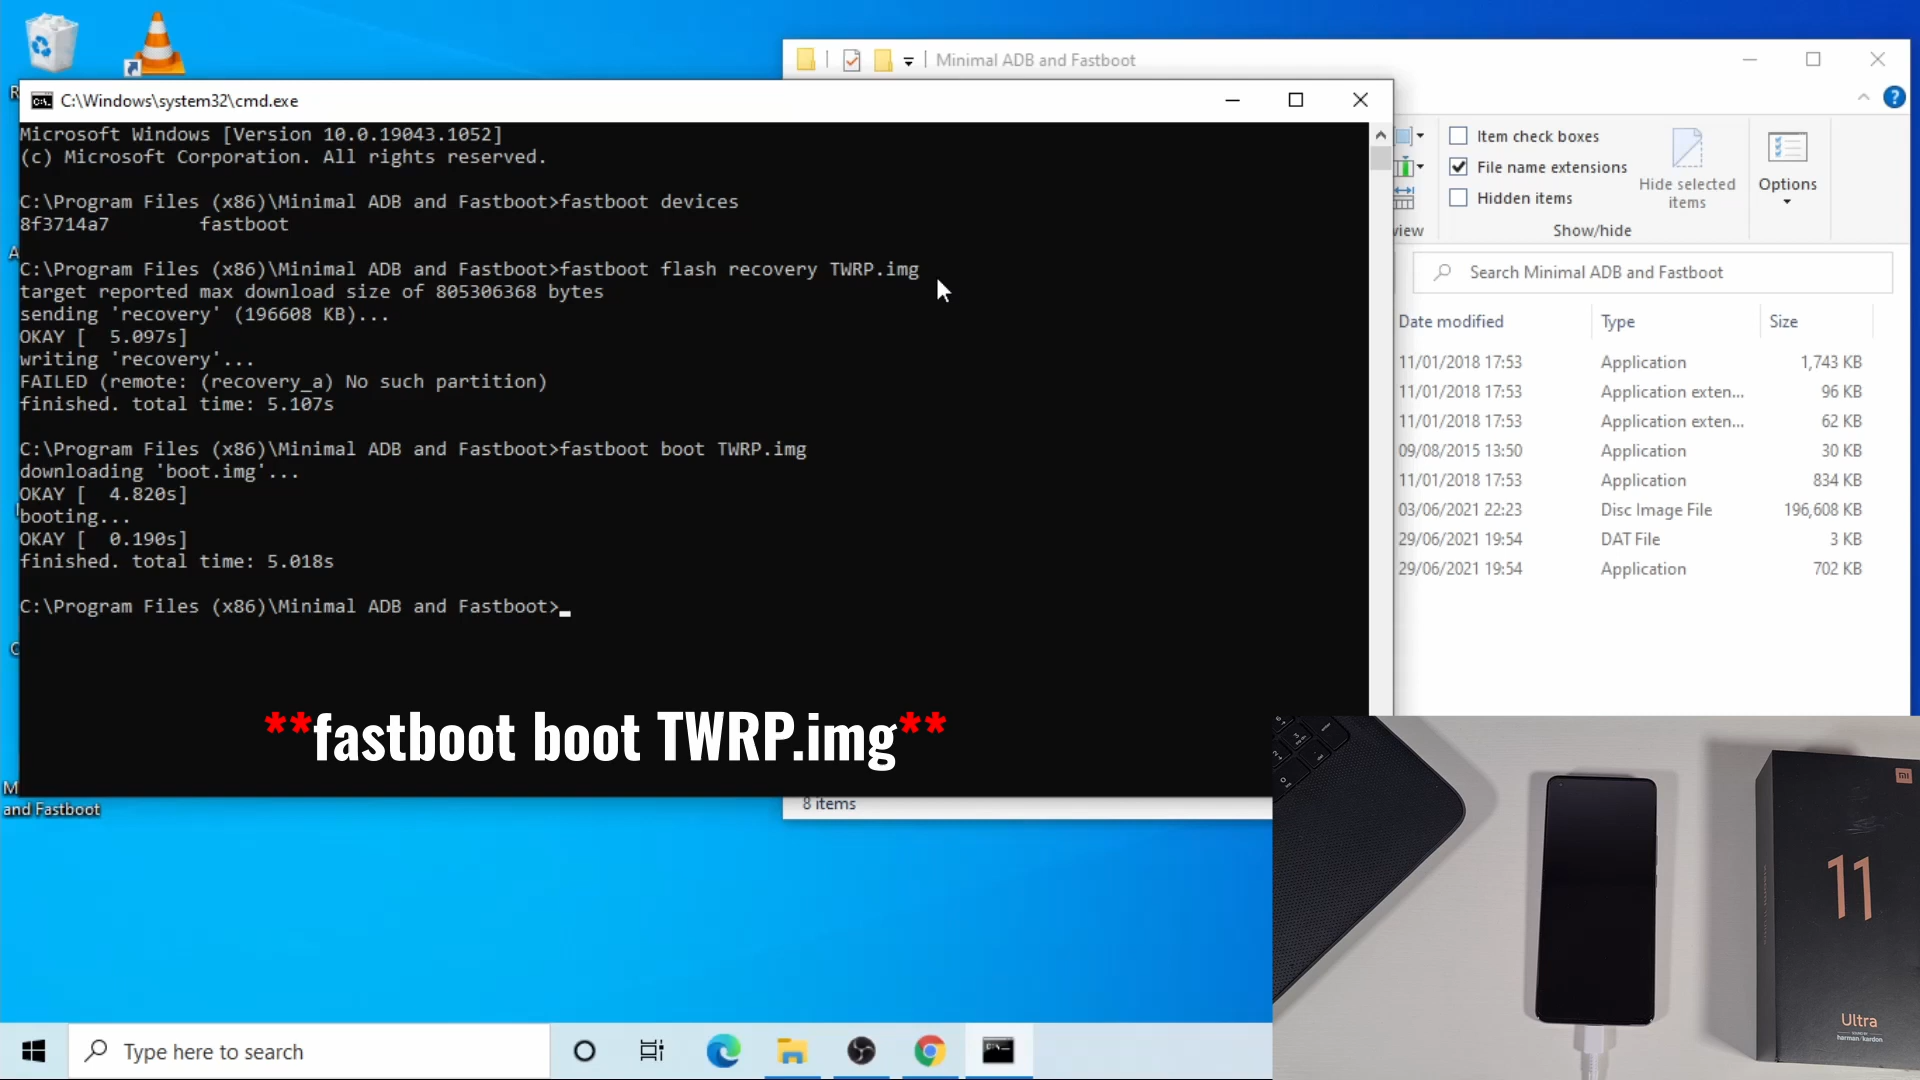 Minimal ADB and Fastboot
C:\Windows\system32\cmd.exe
Microsoft Windows [Version 10.0.19043.1052]
(c) Microsoft Corporation. All rights reserved.
C:\Program Files (x86)\Minimal ADB and Fastboot>fastboot devices
8f3714a7 fastboot
C:\Program Files (x86)\Minimal ADB and Fastboot>fastboot flash recovery TWRP.img
target reported max download size of 805306368 bytes
sending 'recovery' (196608 KB)...
OKAY [ 5.097s]
writing 'recovery'...
FAILED (remote: (recovery_a) No such partition)
finished. total time: 5.107s
C:\Program Files (x86)\Minimal ADB and Fastboot>fastboot boot TWRP.img
downloading 'boot.img'...
OKAY [ 4.820s]
booting...
OKAY [ 0.190s]
finished. total time: 5.018s
C:\Program Files (x86)\Minimal ADB and Fastboot>_
**fastboot boot TWRP.img**
Item check boxes
File name extensions
Hidden items
Hide selected
items
Options
Show/hide
Search Minimal ADB and Fastboot
Date modified Type Size
11/01/2018 17:53 Application 1,743 KB
11/01/2018 17:53 Application exten... 96 KB
11/01/2018 17:53 Application exten... 62 KB
09/08/2015 13:50 Application 30 KB
11/01/2018 17:53 Application 834 KB
03/06/2021 22:23 Disc Image File 196,608 KB
29/06/2021 19:54 DAT File 3 KB
29/06/2021 19:54 Application 702 KB
8 items
and Fastboot
11
Ultra
harman/kardon
Type here to search